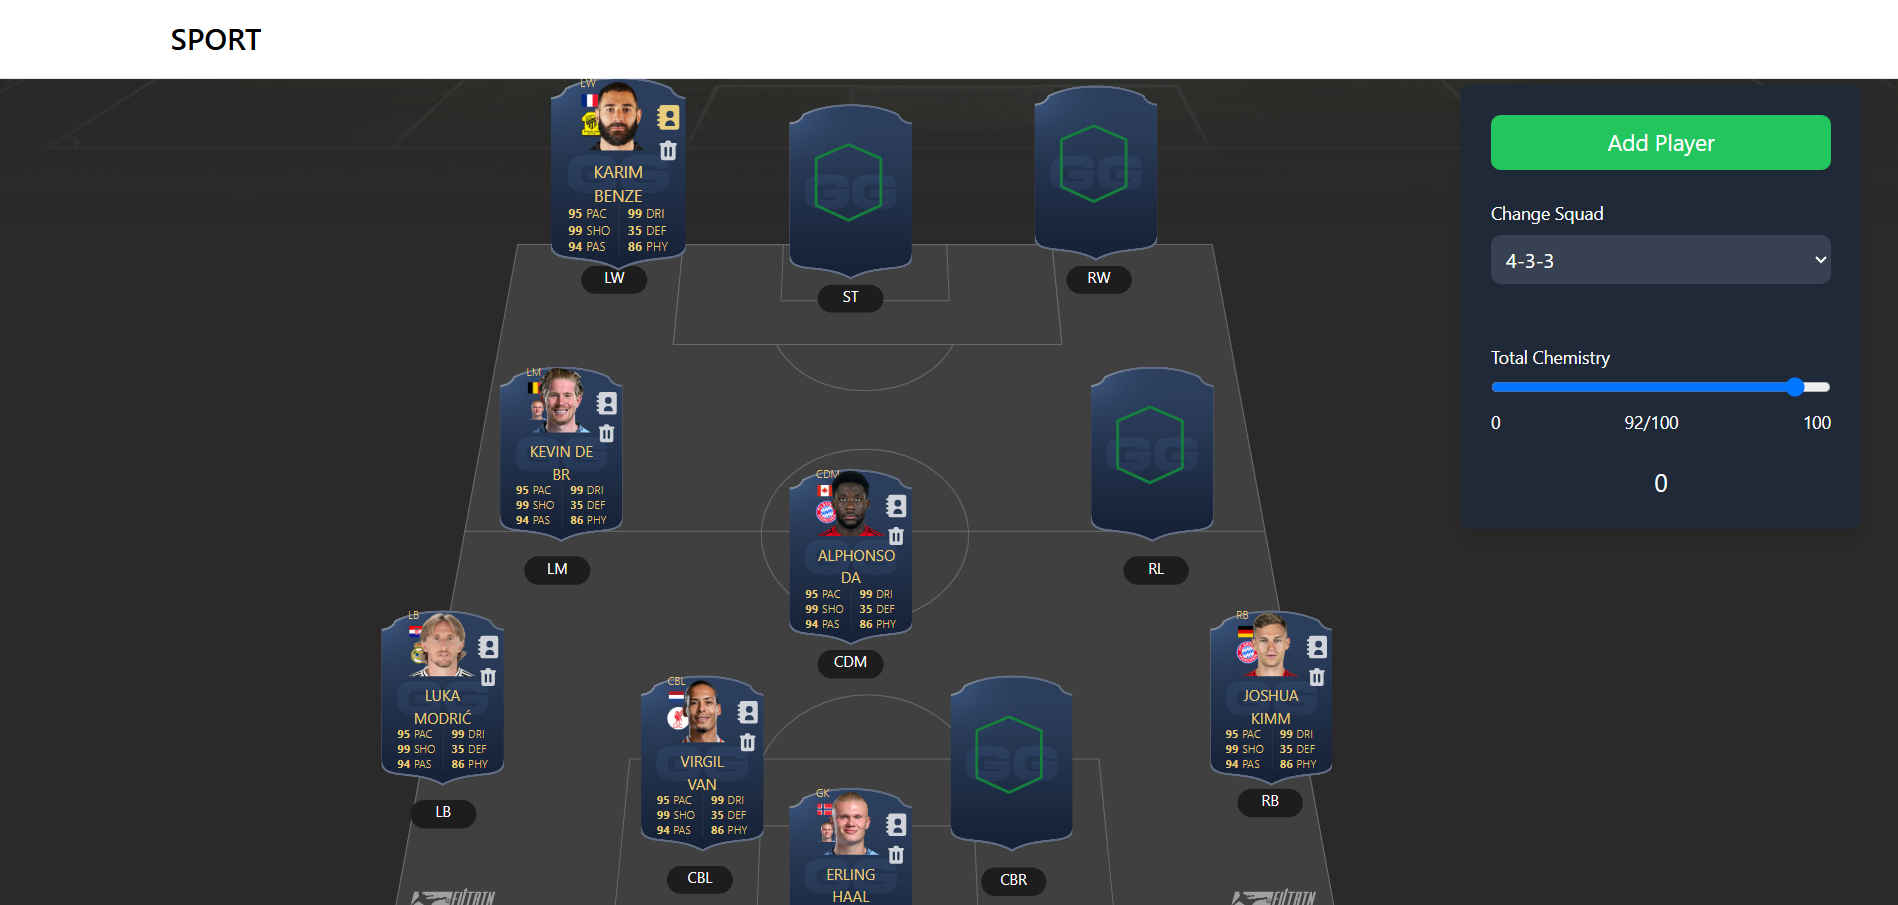 SPORT
LW
KARIM
BENZE
95 PAC 99 DRI
99 SHO 35 DEF
94 PAS 86 PHY
LW
GG
ST
GG
RW
Add Player
Change Squad
4-3-3
Total Chemistry
0 92/100 100
0
LM
KEVIN DE
BR
95 PAC 99 DRI
99 SHO 35 DEF
94 PAS 86 PHY
LM
CDM
ALPHONSO
DA
95 PAC 99 DRI
99 SHO 35 DEF
94 PAS 86 PHY
CDM
GG
RL
LB
LUKA
MODRIĆ
95 PAC 99 DRI
99 SHO 35 DEF
94 PAS 86 PHY
LB
CBL
VIRGIL
VAN
95 PAC 99 DRI
99 SHO 35 DEF
94 PAS 86 PHY
CBL
GK
ERLING
HAAL
GG
CBR
RB
JOSHUA
KIMM
95 PAC 99 DRI
99 SHO 35 DEF
94 PAS 86 PHY
RB